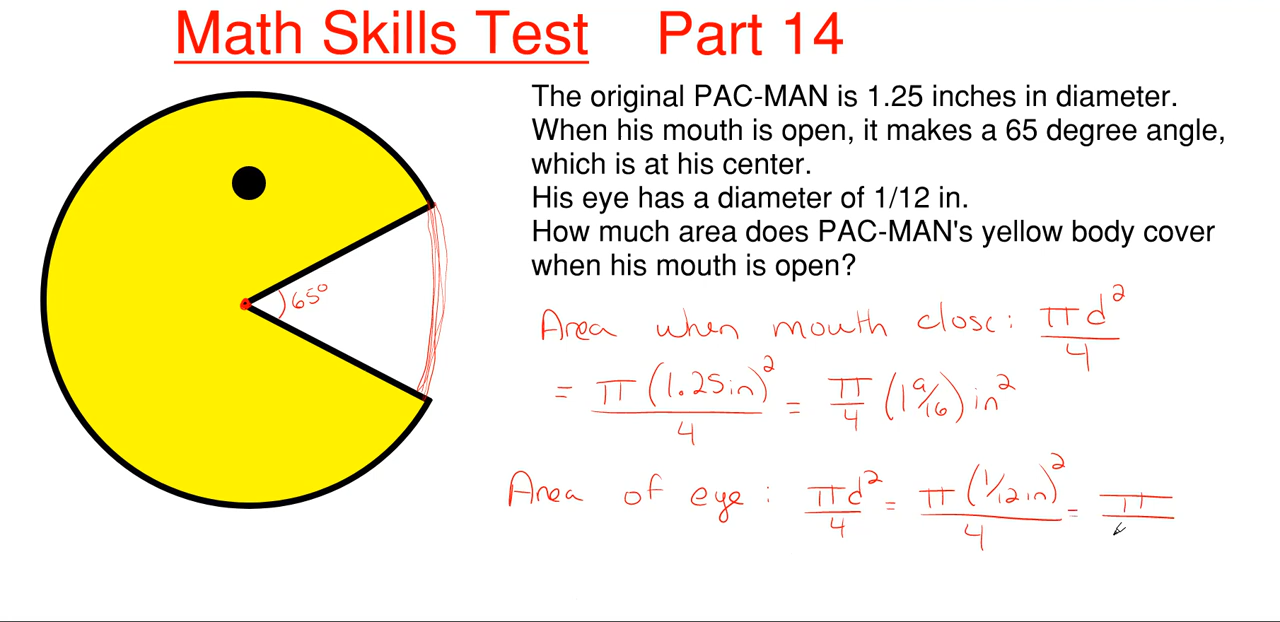 Math Skills Test Part 14
The original PAC-MAN is 1.25 inches in diameter.
When his mouth is open, it makes a 65 degree angle,
which is at his center.
His eye has a diameter of 1/12 in.
How much area does PAC-MAN's yellow body cover
when his mouth is open?
65°
Area when mouth close: πd²/4
= π(1.25in)²/4 = π/4 (1 9/16) in²
Area of eye: πd²/4 = π(1/12 in)²/4 = π